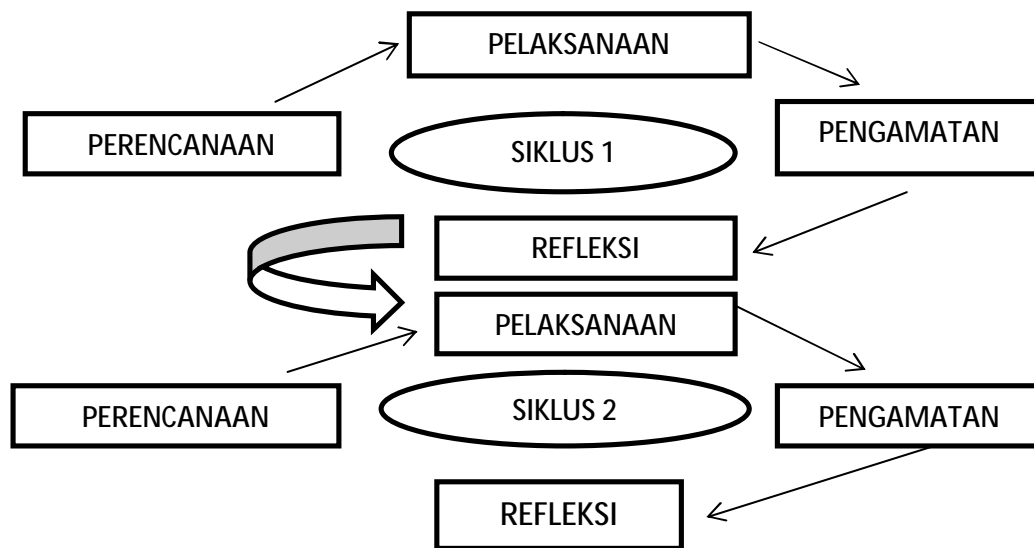 PELAKSANAAN
PERENCANAAN
SIKLUS 1
PENGAMATAN
REFLEKSI
PELAKSANAAN
PERENCANAAN
SIKLUS 2
PENGAMATAN
REFLEKSI